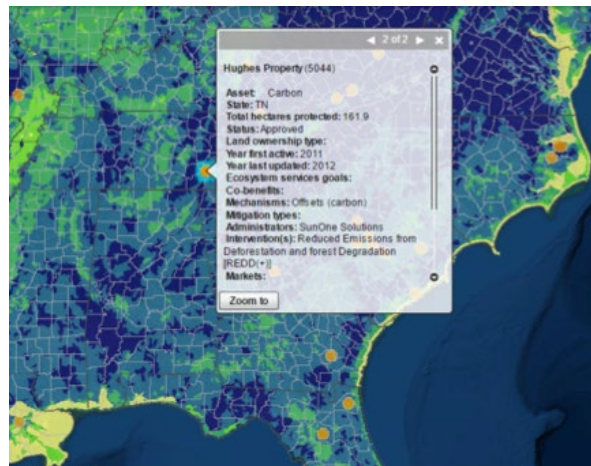 2 of 2
Hughes Property (5044)
Asset: Carbon
State: TN
Total hectares protected: 161.9
Status: Approved
Land ownership type:
Year first active: 2011
Year last updated: 2012
Ecosystem services goals:
Co-benefits:
Mechanisms: Offsets (carbon)
Mitigation types:
Administrators: SunOne Solutions
Intervention(s): Reduced Emissions from
Deforestation and forest Degradation
[REDD(+)]
Markets:
Zoom to